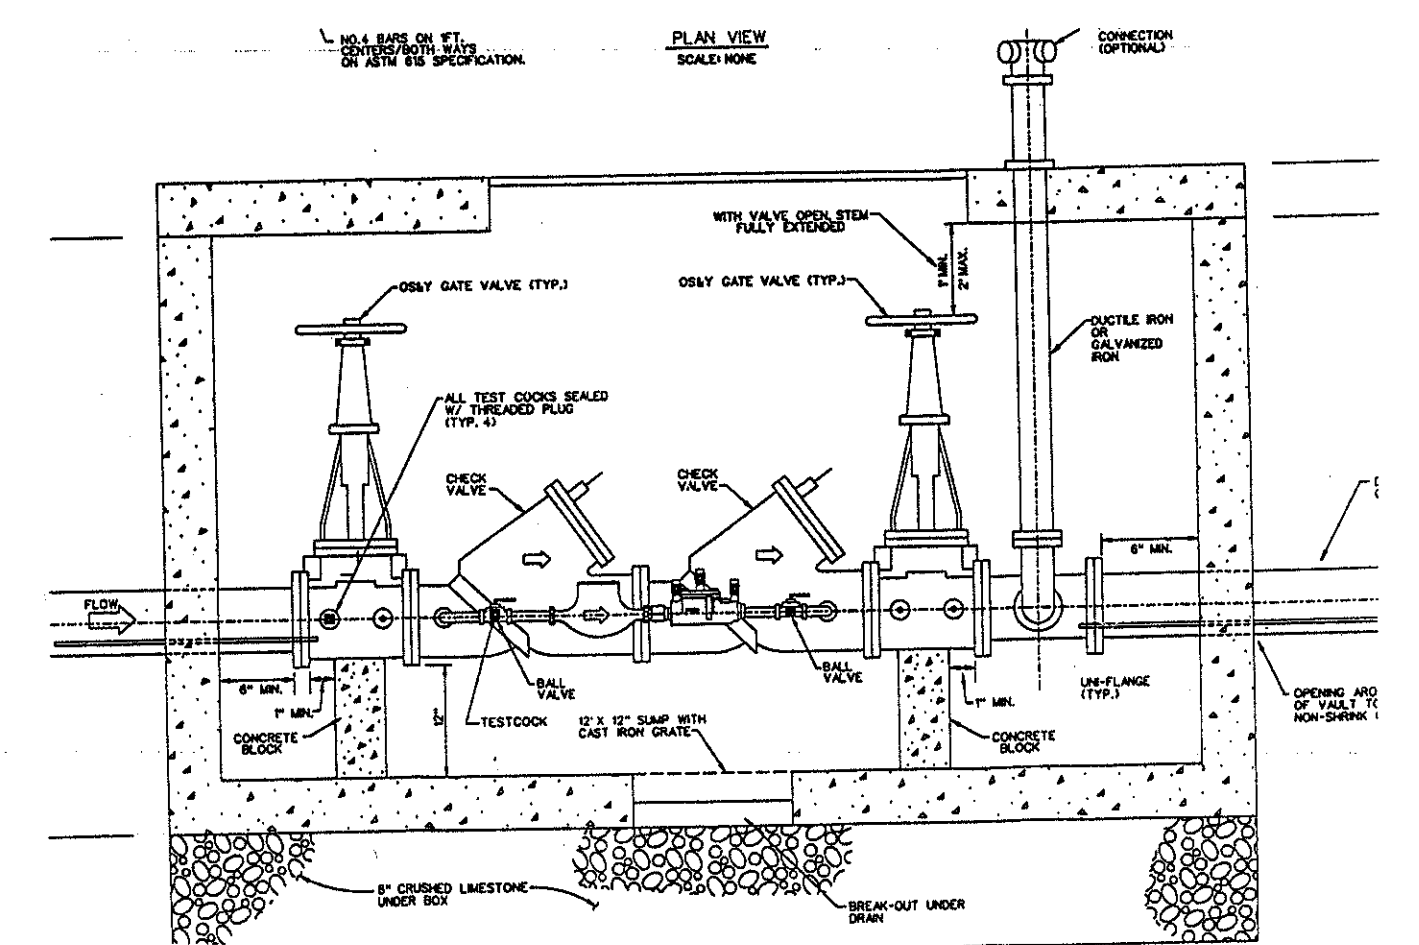 NO.4 BARS ON 1FT.
CENTERS/BOTH WAYS
ON ASTM 615 SPECIFICATION.
PLAN VIEW
SCALE: NONE
CONNECTION
(OPTIONAL)
WITH VALVE OPEN, STEM
FULLY EXTENDED
1" MIN.
2" MAX.
OS&Y GATE VALVE (TYP.)
OS&Y GATE VALVE (TYP.)
DUCTILE IRON
OR
GALVANIZED
IRON
ALL TEST COCKS SEALED
W/ THREADED PLUG
(TYP. 4)
CHECK
VALVE
CHECK
VALVE
6" MIN.
FLOW
6" MIN.
1" MIN.
12"
BALL
VALVE
BALL
VALVE
1" MIN.
UNI-FLANGE
(TYP.)
TESTCOCK
12' X 12" SUMP WITH
CAST IRON GRATE
CONCRETE
BLOCK
CONCRETE
BLOCK
OPENING ARO
OF VAULT TO
NON-SHRINK
6" CRUSHED LIMESTONE
UNDER BOX
BREAK-OUT UNDER
DRAIN